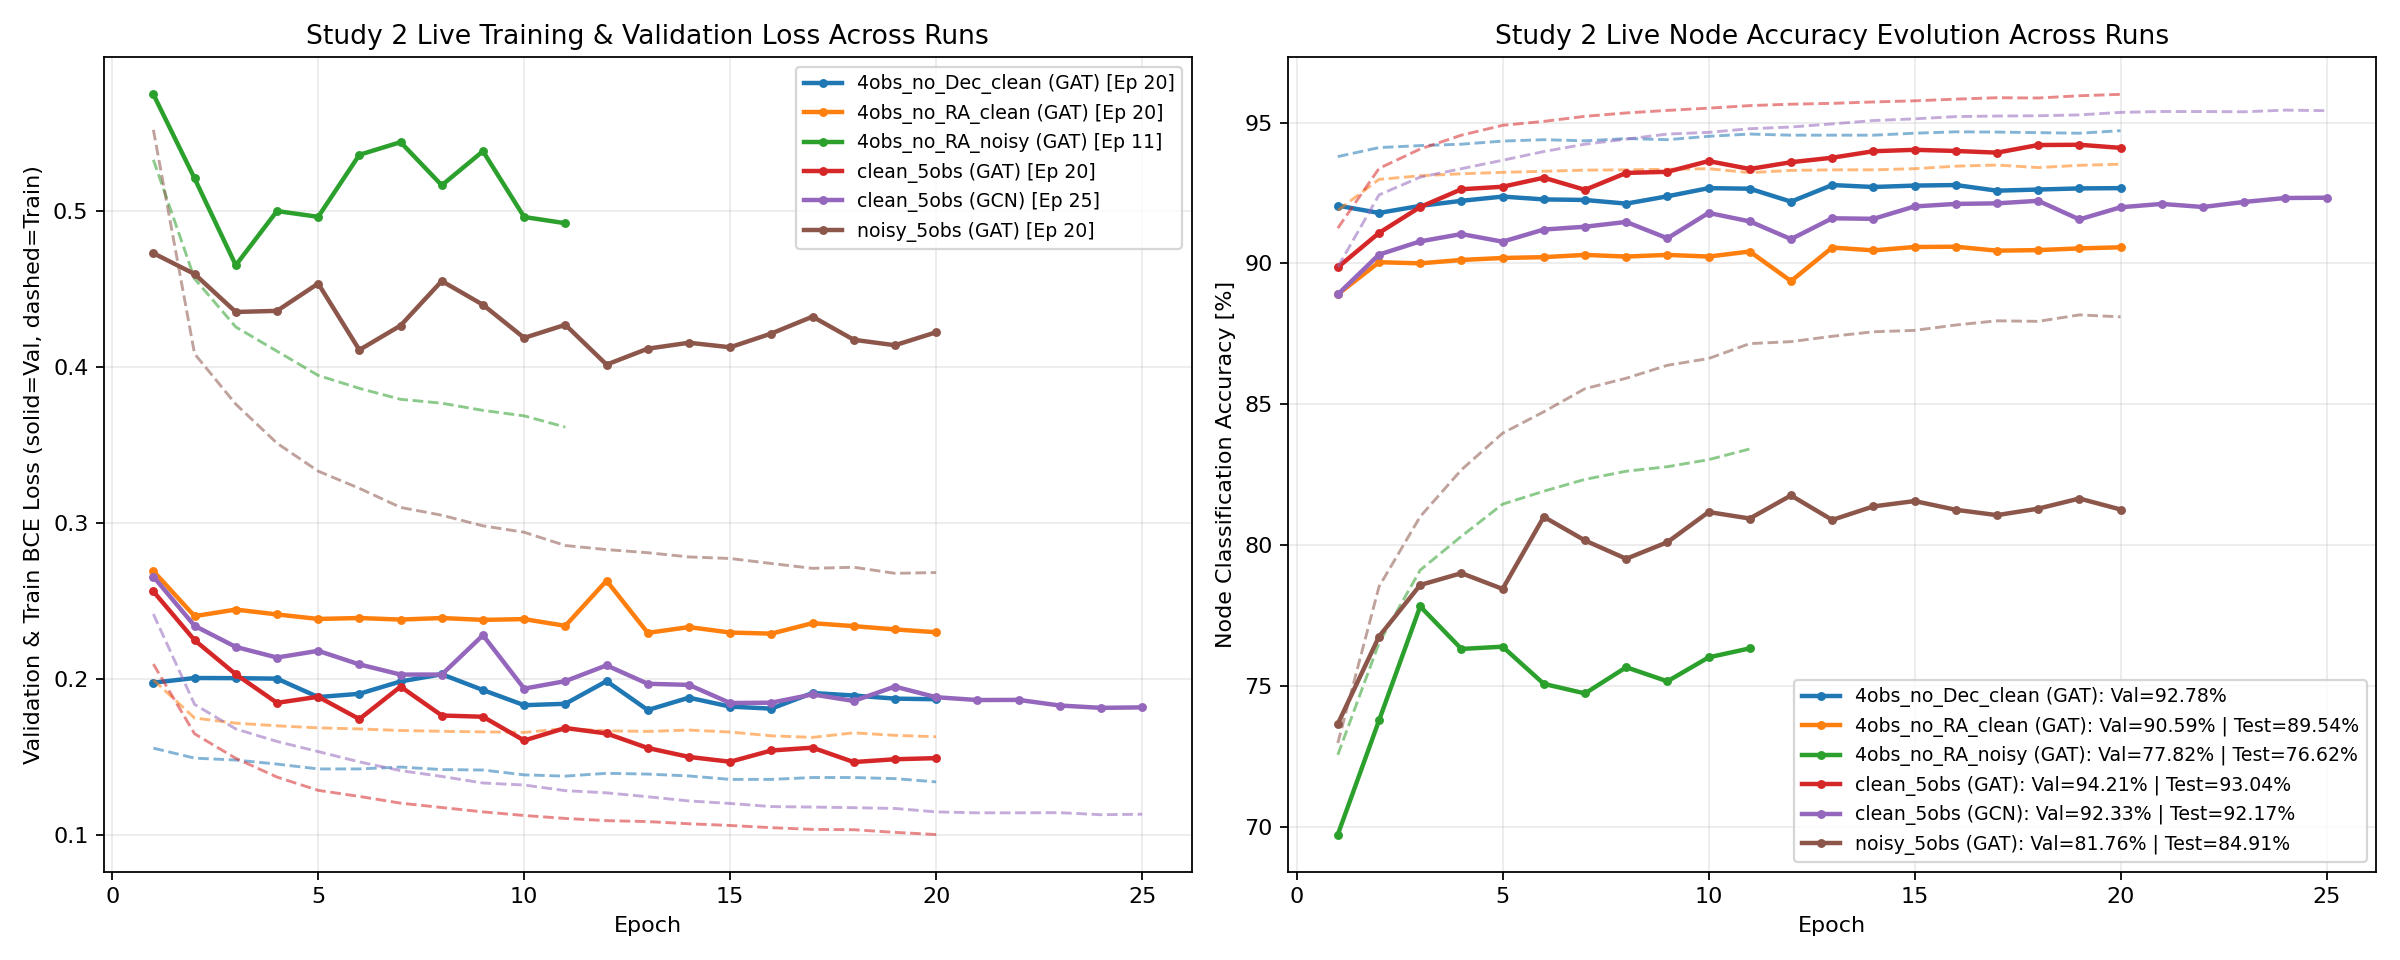 Study 2 Live Training & Validation Loss Across Runs
Validation & Train BCE Loss (solid=Val, dashed=Train)
0.5
0.4
0.3
0.2
0.1
4obs_no_Dec_clean (GAT) [Ep 20]
4obs_no_RA_clean (GAT) [Ep 20]
4obs_no_RA_noisy (GAT) [Ep 11]
clean_5obs (GAT) [Ep 20]
clean_5obs (GCN) [Ep 25]
noisy_5obs (GAT) [Ep 20]
0 5 10 15 20 25
Epoch
Study 2 Live Node Accuracy Evolution Across Runs
Node Classification Accuracy [%]
95
90
85
80
75
70
4obs_no_Dec_clean (GAT): Val=92.78%
4obs_no_RA_clean (GAT): Val=90.59% | Test=89.54%
4obs_no_RA_noisy (GAT): Val=77.82% | Test=76.62%
clean_5obs (GAT): Val=94.21% | Test=93.04%
clean_5obs (GCN): Val=92.33% | Test=92.17%
noisy_5obs (GAT): Val=81.76% | Test=84.91%
0 5 10 15 20 25
Epoch